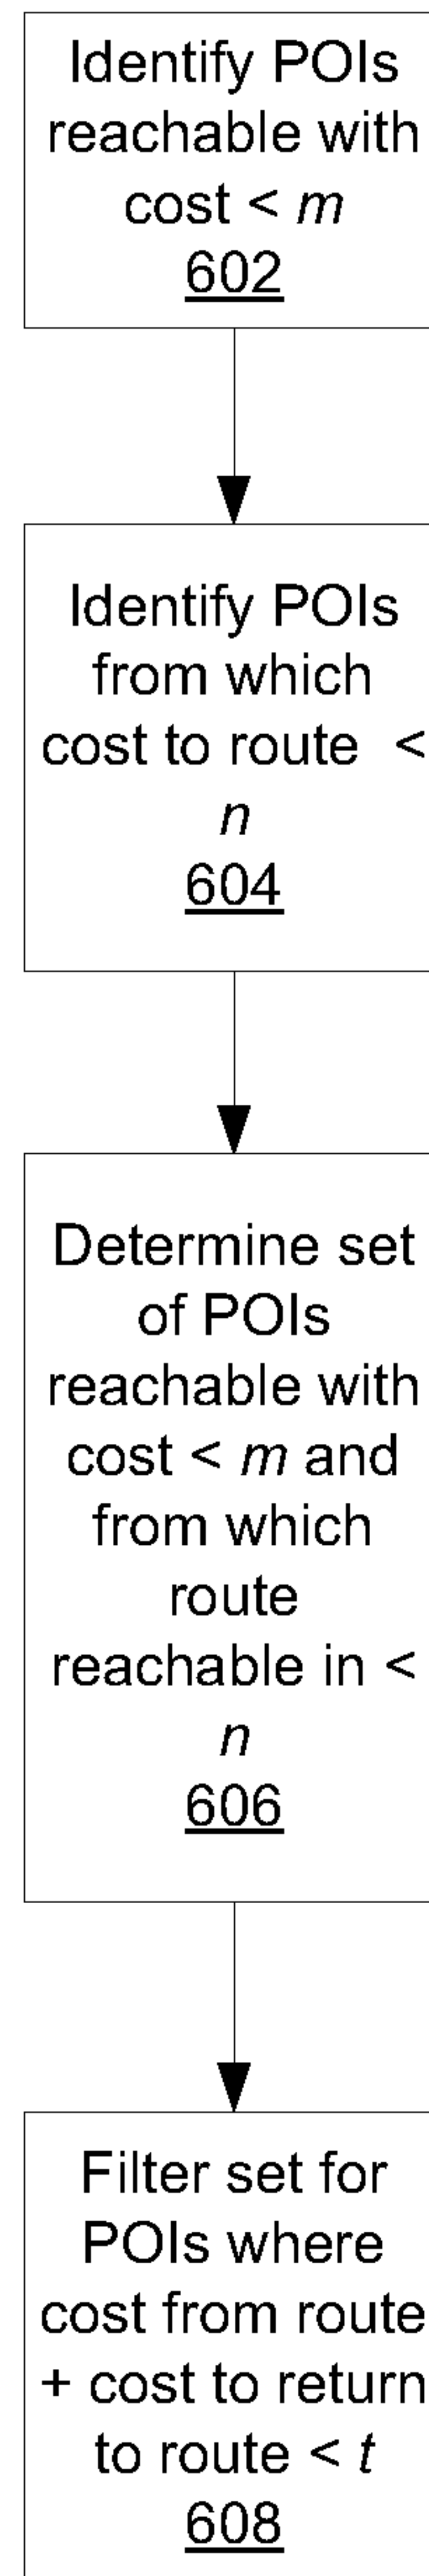 Identify POIs
reachable with
cost < m
602
Identify POIs
from which
cost to route <
n
604
Determine set
of POIs
reachable with
cost < m and
from which
route
reachable in <
n
606
Filter set for
POIs where
cost from route
+ cost to return
to route < t
608